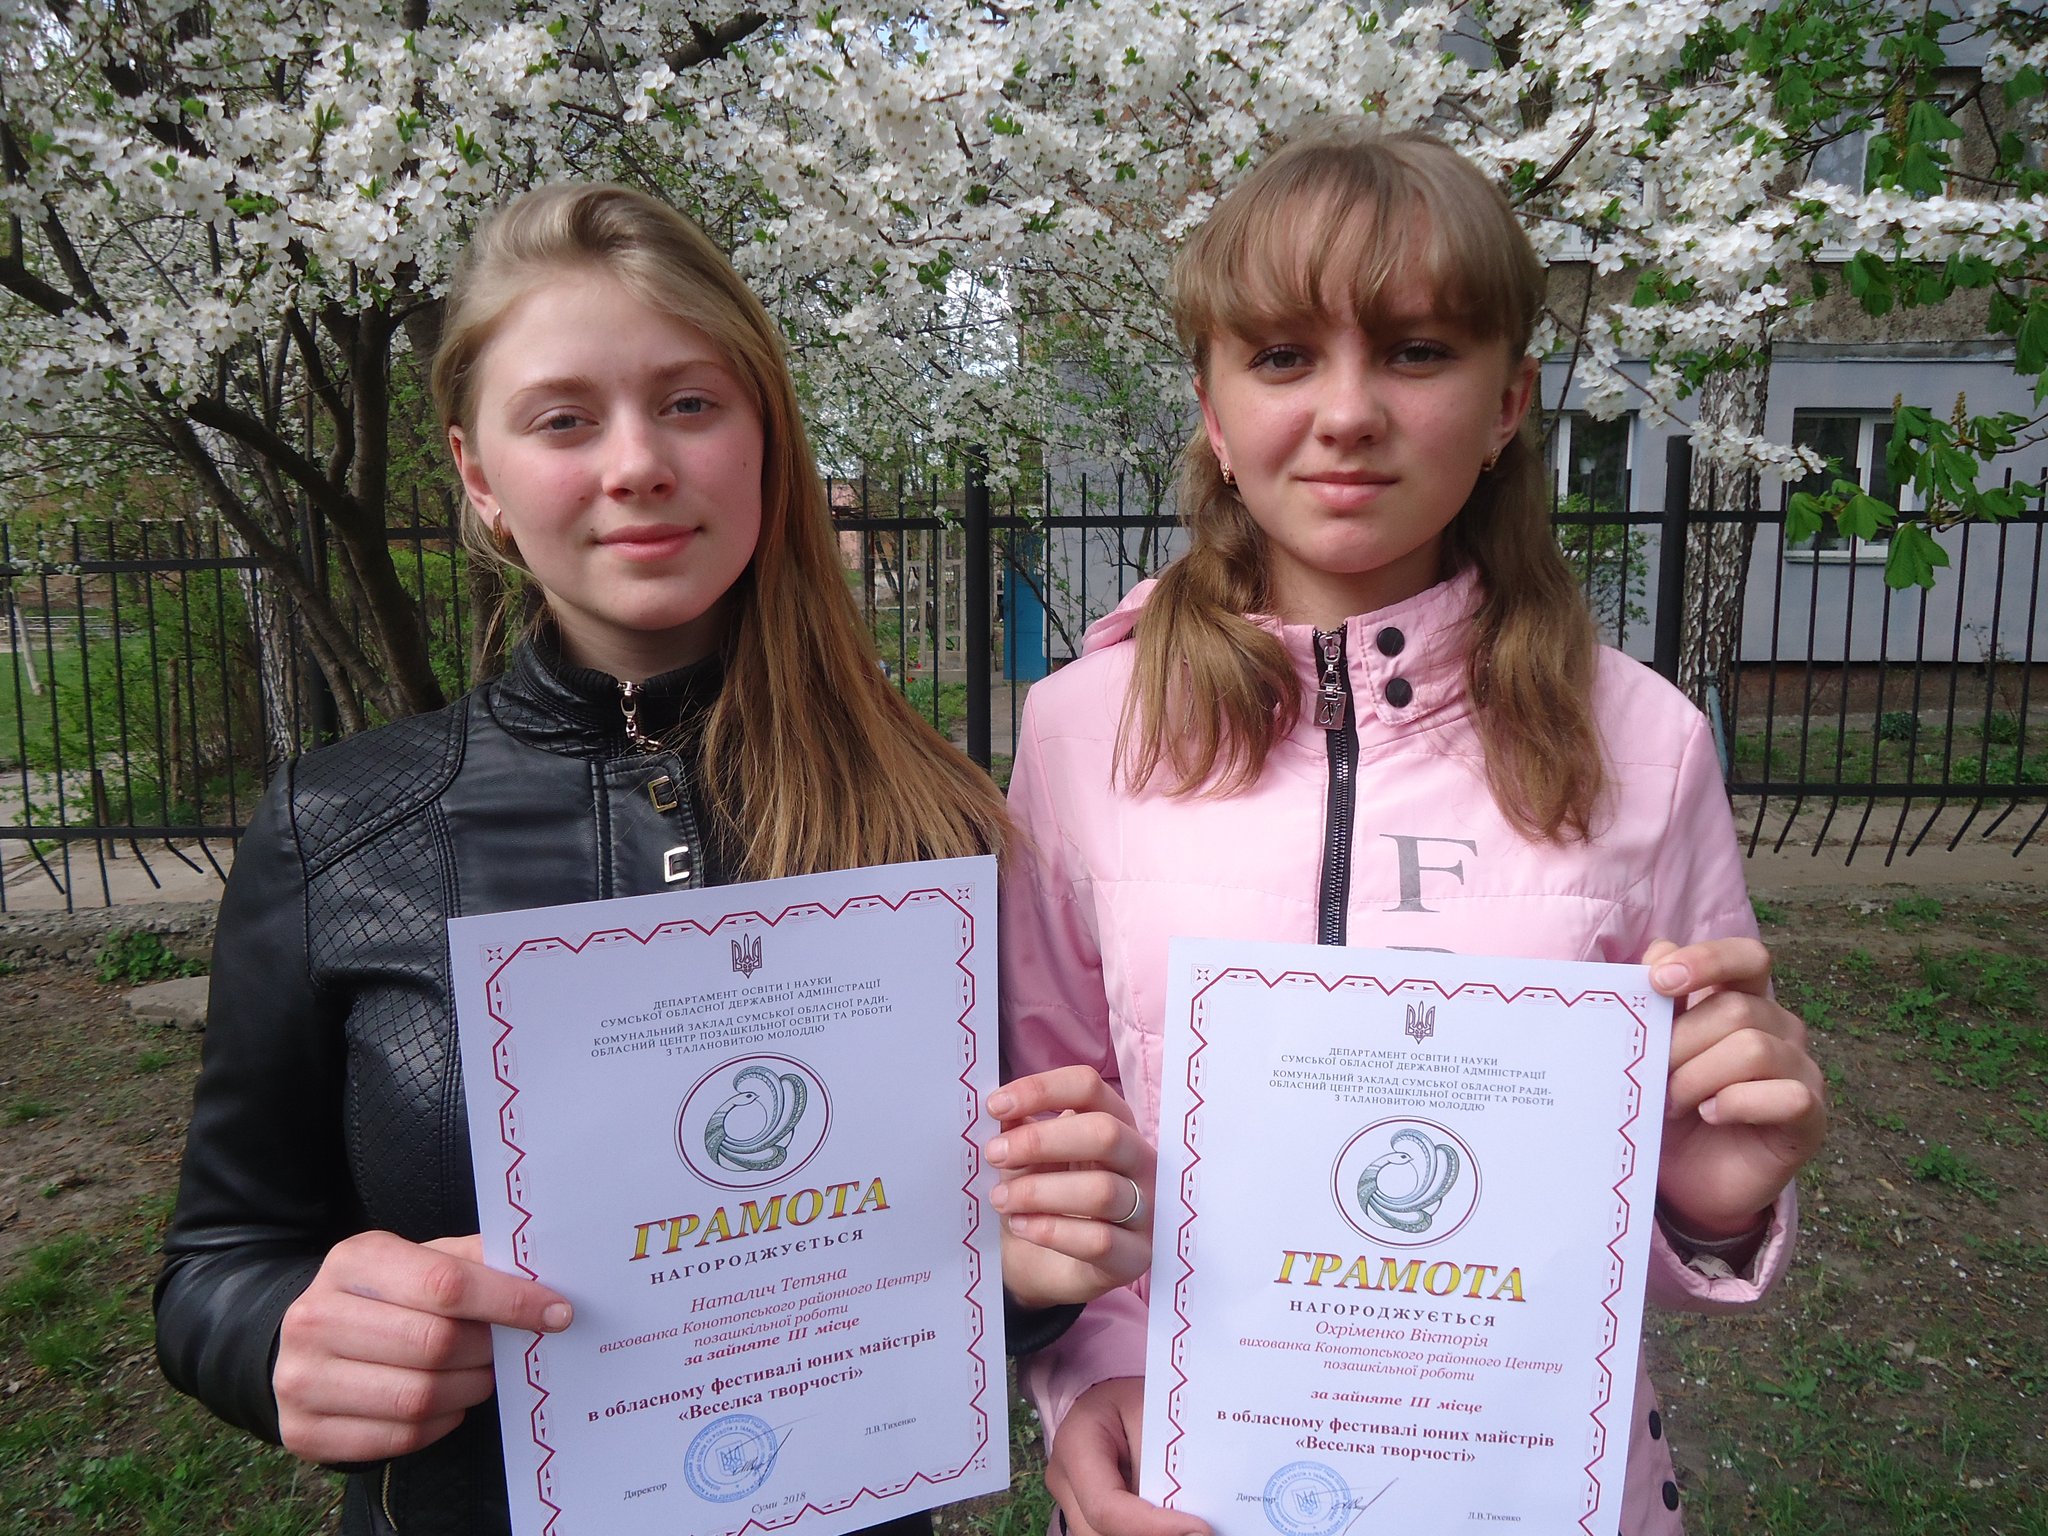 ДЕПАРТАМЕНТ ОСВІТИ І НАУКИ
СУМСЬКОЇ ОБЛАСНОЇ ДЕРЖАВНОЇ АДМІНІСТРАЦІЇ
КОМУНАЛЬНИЙ ЗАКЛАД СУМСЬКОЇ ОБЛАСНОЇ РАДИ-
ОБЛАСНИЙ ЦЕНТР ПОЗАШКІЛЬНОЇ ОСВІТИ ТА РОБОТИ
З ТАЛАНОВИТОЮ МОЛОДДЮ
ГРАМОТА
НАГОРОДЖУЄТЬСЯ
Наталич Тетяна
вихованка Конотопського районного Центру
позашкільної роботи
за зайняте III місце
в обласному фестивалі юних майстрів
«Веселка творчості»
Директор
Л.В.Тихенко
Суми 2018
F
ДЕПАРТАМЕНТ ОСВІТИ І НАУКИ
СУМСЬКОЇ ОБЛАСНОЇ ДЕРЖАВНОЇ АДМІНІСТРАЦІЇ
КОМУНАЛЬНИЙ ЗАКЛАД СУМСЬКОЇ ОБЛАСНОЇ РАДИ-
ОБЛАСНИЙ ЦЕНТР ПОЗАШКІЛЬНОЇ ОСВІТИ ТА РОБОТИ
З ТАЛАНОВИТОЮ МОЛОДДЮ
ГРАМОТА
НАГОРОДЖУЄТЬСЯ
Охріменко Вікторія
вихованка Конотопського районного Центру
позашкільної роботи
за зайняте III місце
в обласному фестивалі юних майстрів
«Веселка творчості»
Директор
Л.В.Тихенко